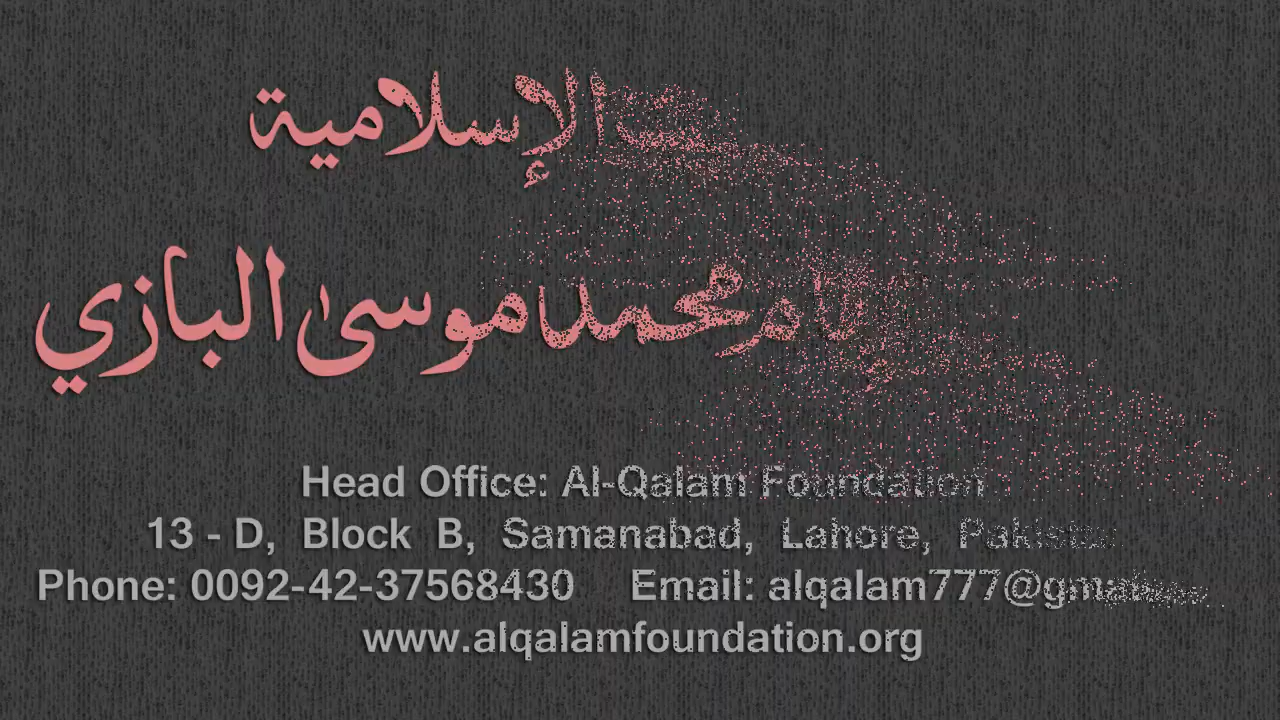 الإسلامية
محمد موسىٰ البازي
Head Office: Al-Qalam Foundation
13 - D, Block B, Samanabad, Lahore, Pakistan
Phone: 0092-42-37568430 Email:
www.alqalamfoundation.org